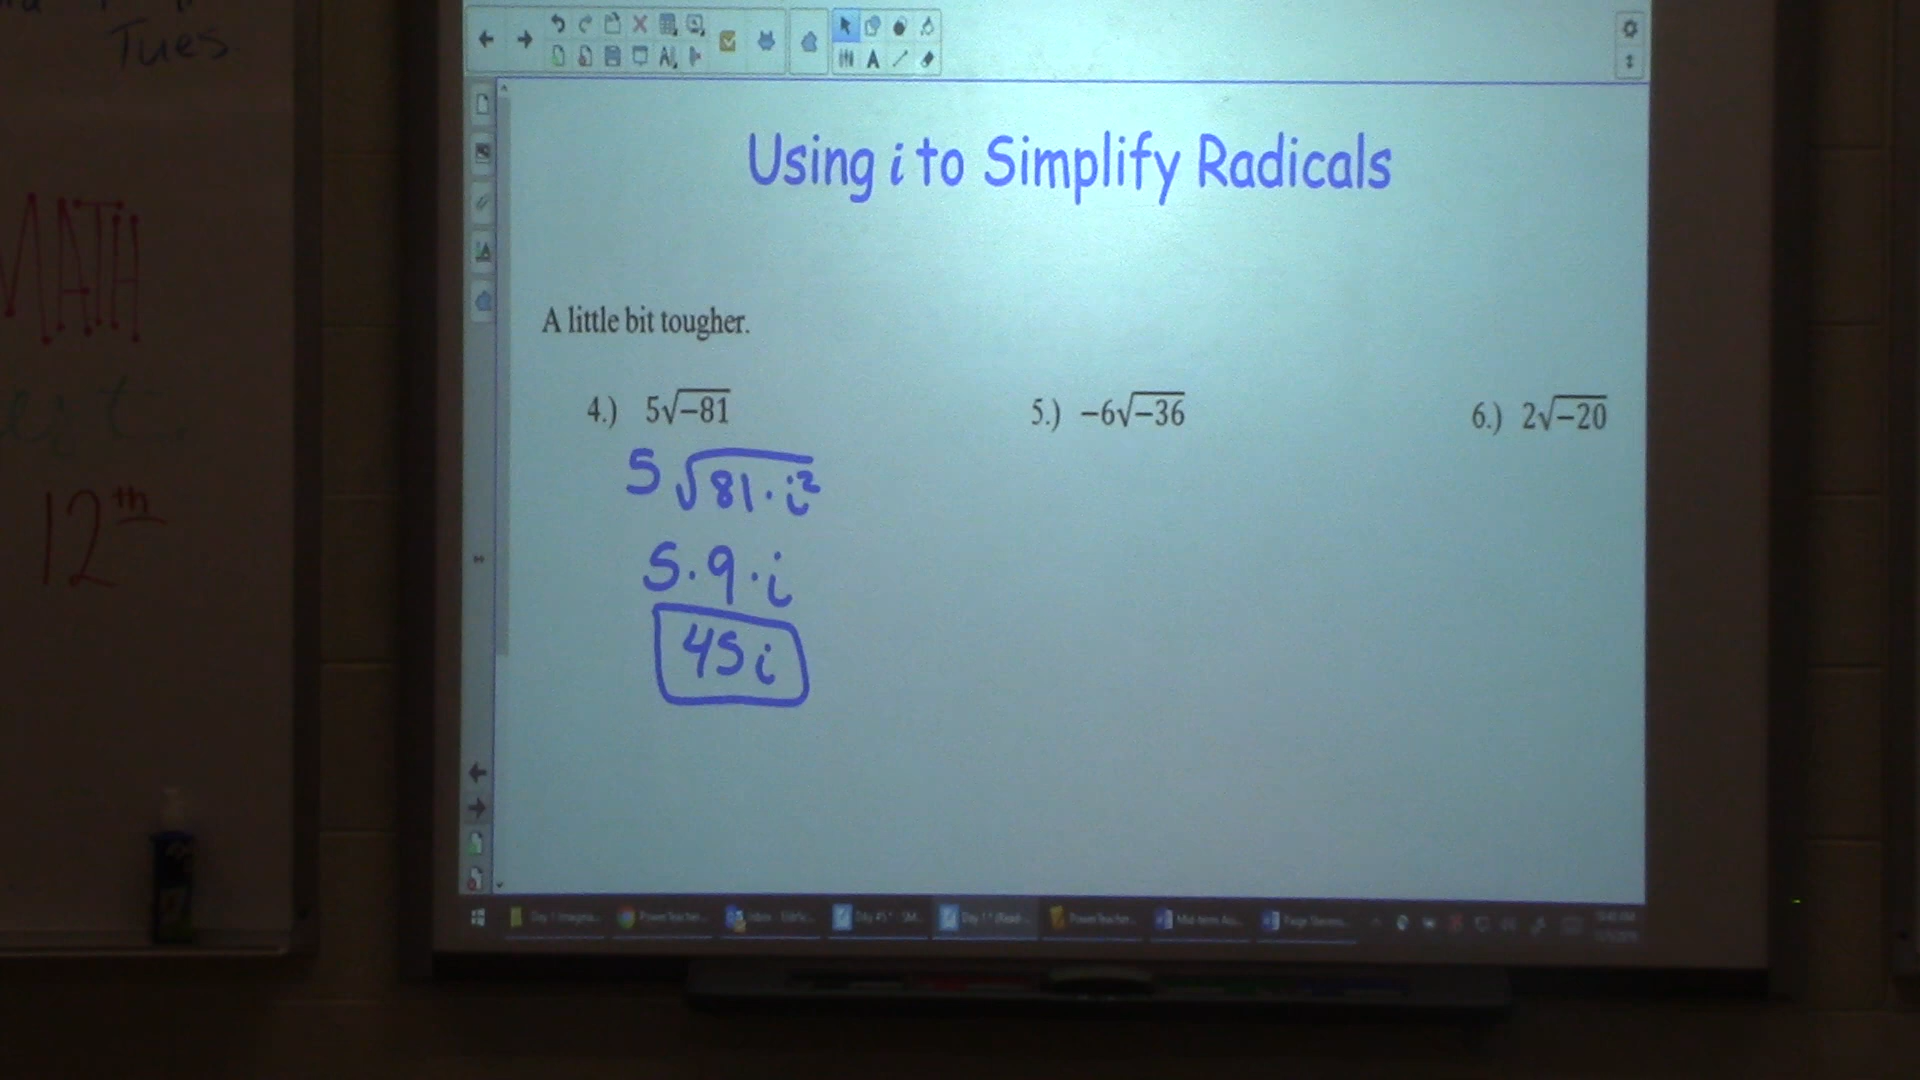 Tues
MATH
12th
Using i to Simplify Radicals
A little bit tougher.
4.) 5√−81
5.) −6√−36
6.) 2√−20
5 √81 · i²
5 · 9 · i
45i